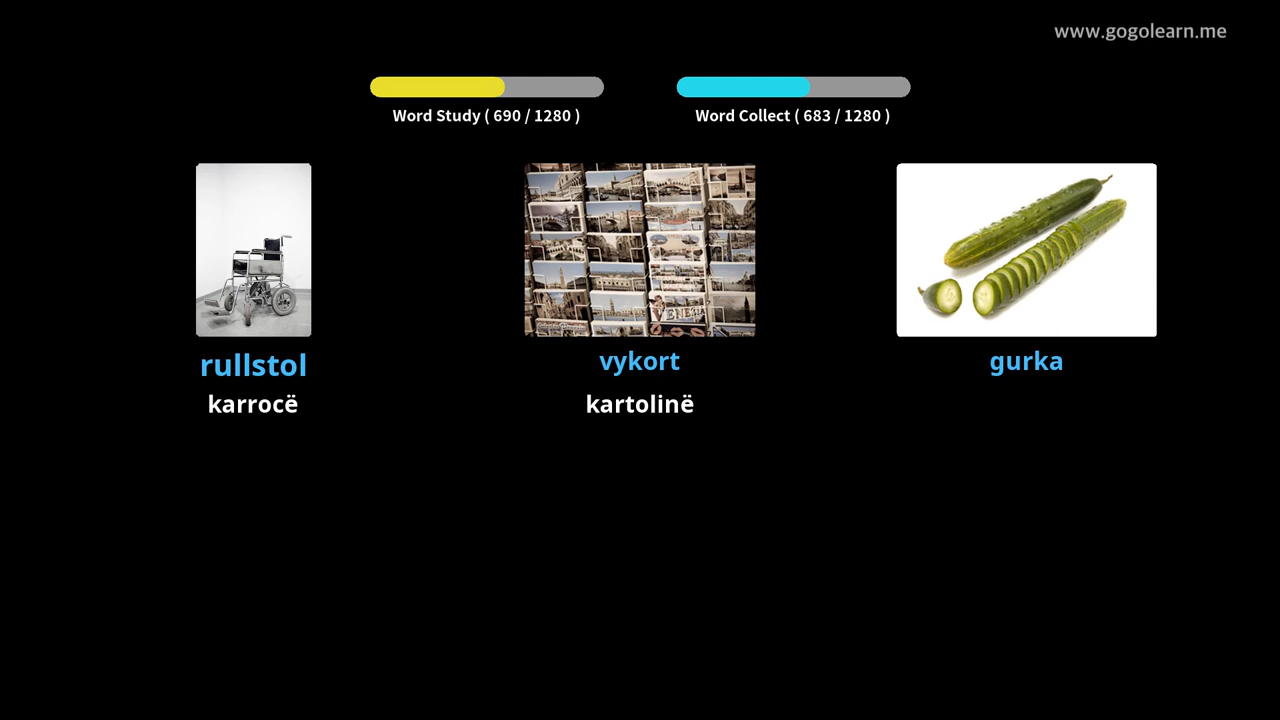 www.gogolearn.me
Word Study ( 690 / 1280 )
Word Collect ( 683 / 1280 )
rullstol
vykort
gurka
karrocë
kartolinë